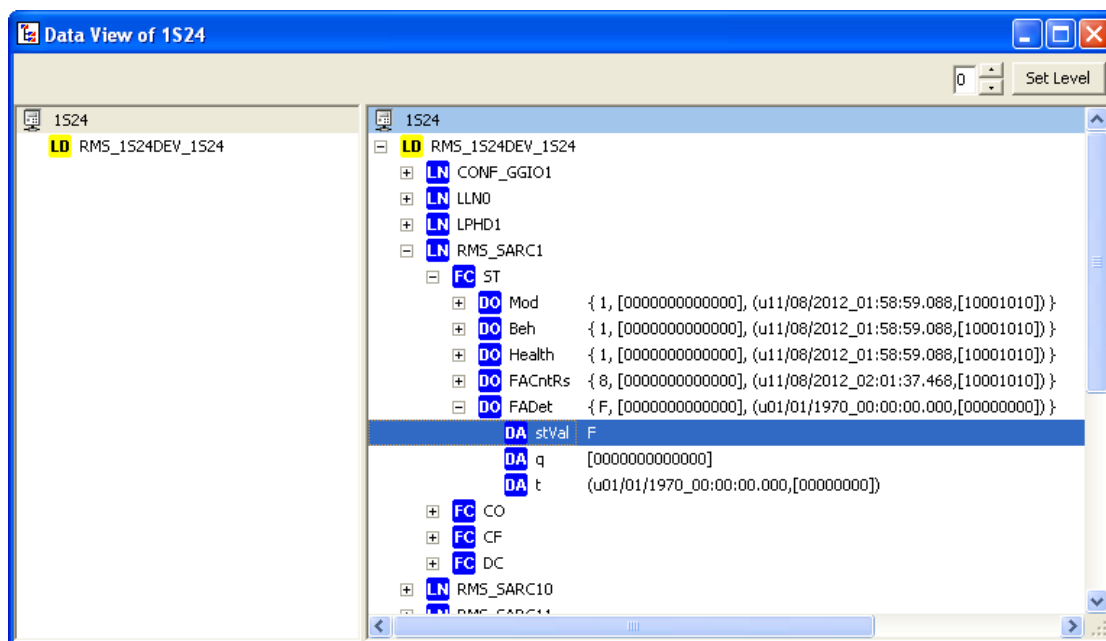 Data View of 1S24
0 Set Level
1S24
LD RMS_1S24DEV_1S24
1S24
LD RMS_1S24DEV_1S24
LN CONF_GGIO1
LN LLN0
LN LPHD1
LN RMS_SARC1
FC ST
DO Mod { 1, [0000000000000], (u11/08/2012_01:58:59.088,[10001010]) }
DO Beh { 1, [0000000000000], (u11/08/2012_01:58:59.088,[10001010]) }
DO Health { 1, [0000000000000], (u11/08/2012_01:58:59.088,[10001010]) }
DO FACntRs { 8, [0000000000000], (u11/08/2012_02:01:37.468,[10001010]) }
DO FADet { F, [0000000000000], (u01/01/1970_00:00:00.000,[00000000]) }
DA stVal F
DA q [0000000000000]
DA t (u01/01/1970_00:00:00.000,[00000000])
FC CO
FC CF
FC DC
LN RMS_SARC10
LN RMS_SARC11